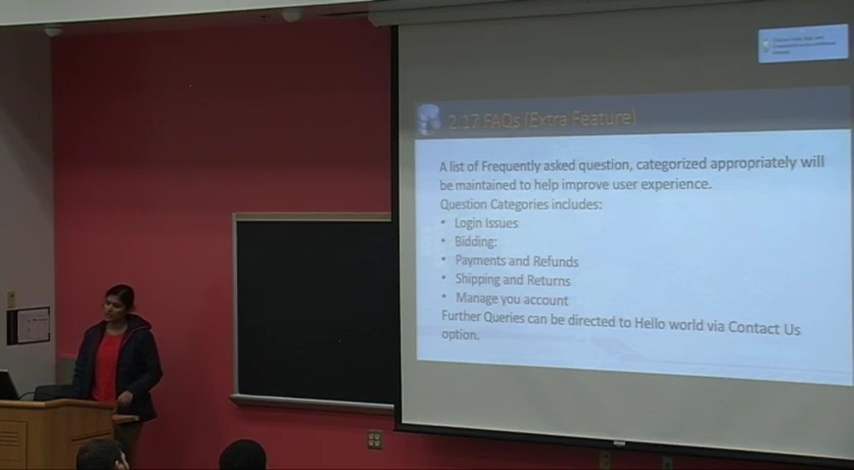 2.17 FAQs (Extra Feature)
A list of Frequently asked question, categorized appropriately will
be maintained to help improve user experience.
Question Categories includes:
• Login Issues
• Bidding:
• Payments and Refunds
• Shipping and Returns
• Manage you account
Further Queries can be directed to Hello world via Contact Us
option.